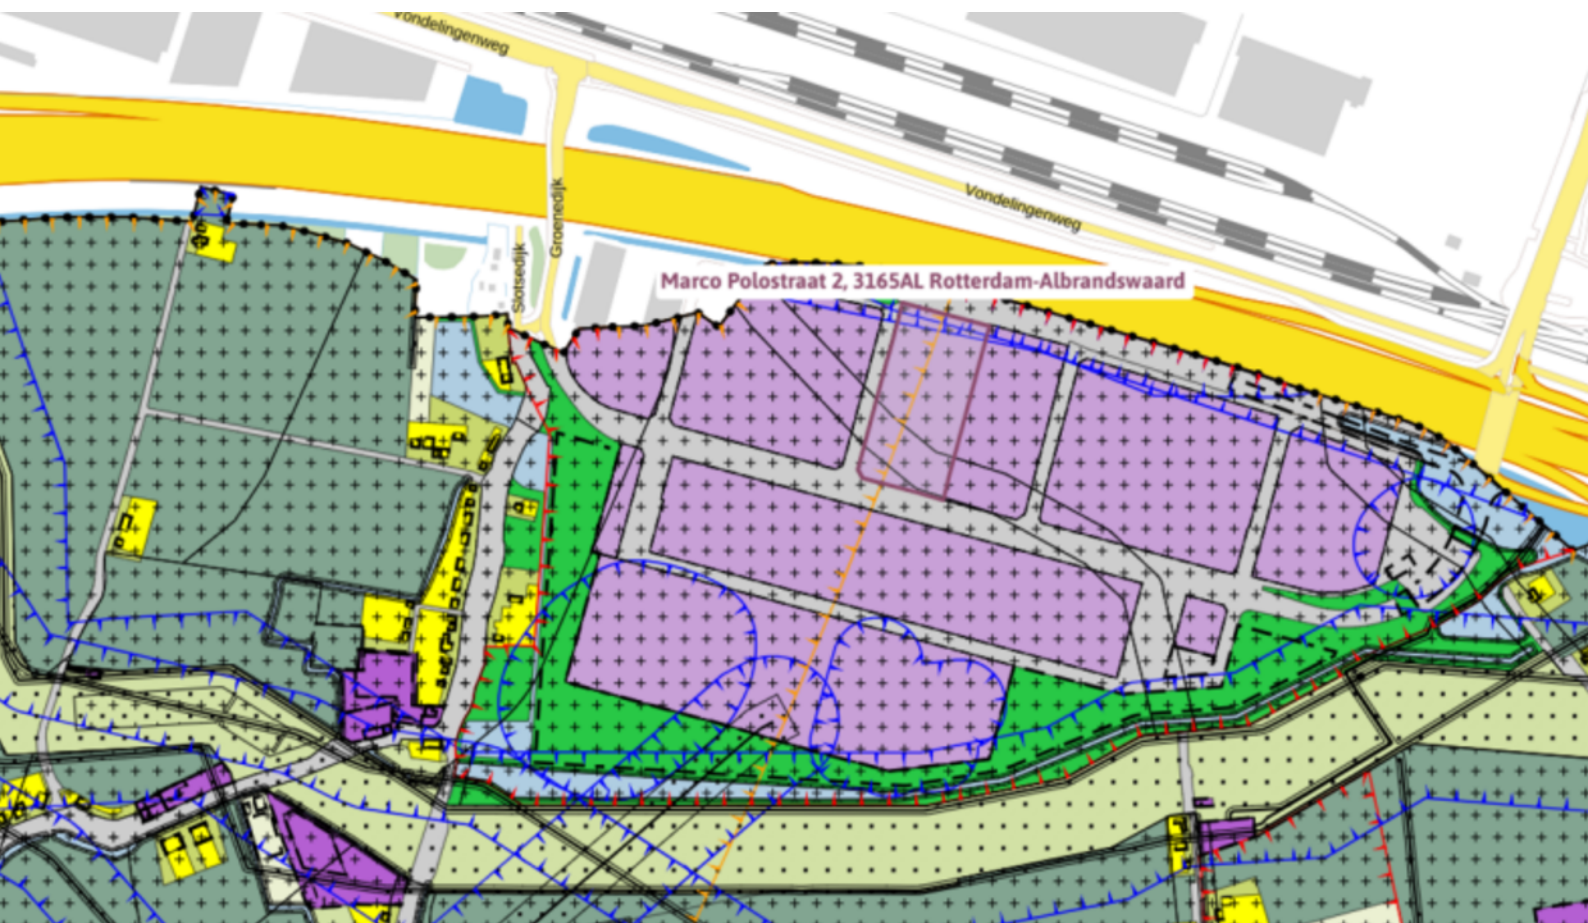 Vondelingenweg
Groenedijk
Slotsedijk
Vondelingenweg
Marco Polostraat 2, 3165AL Rotterdam-Albrandswaard